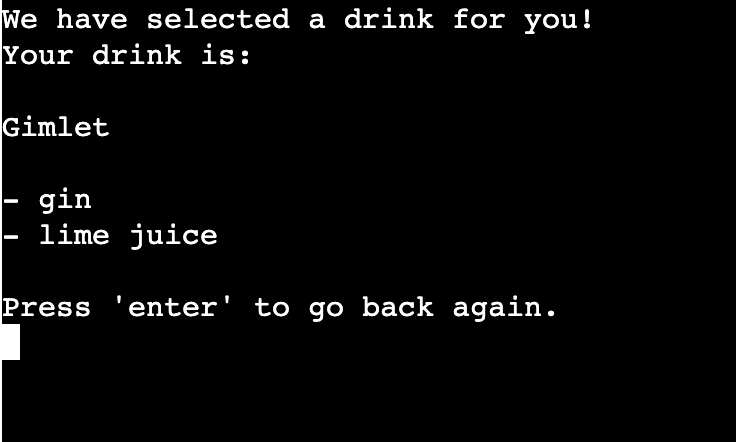 We have selected a drink for you!
Your drink is:
Gimlet
- gin
- lime juice
Press 'enter' to go back again.